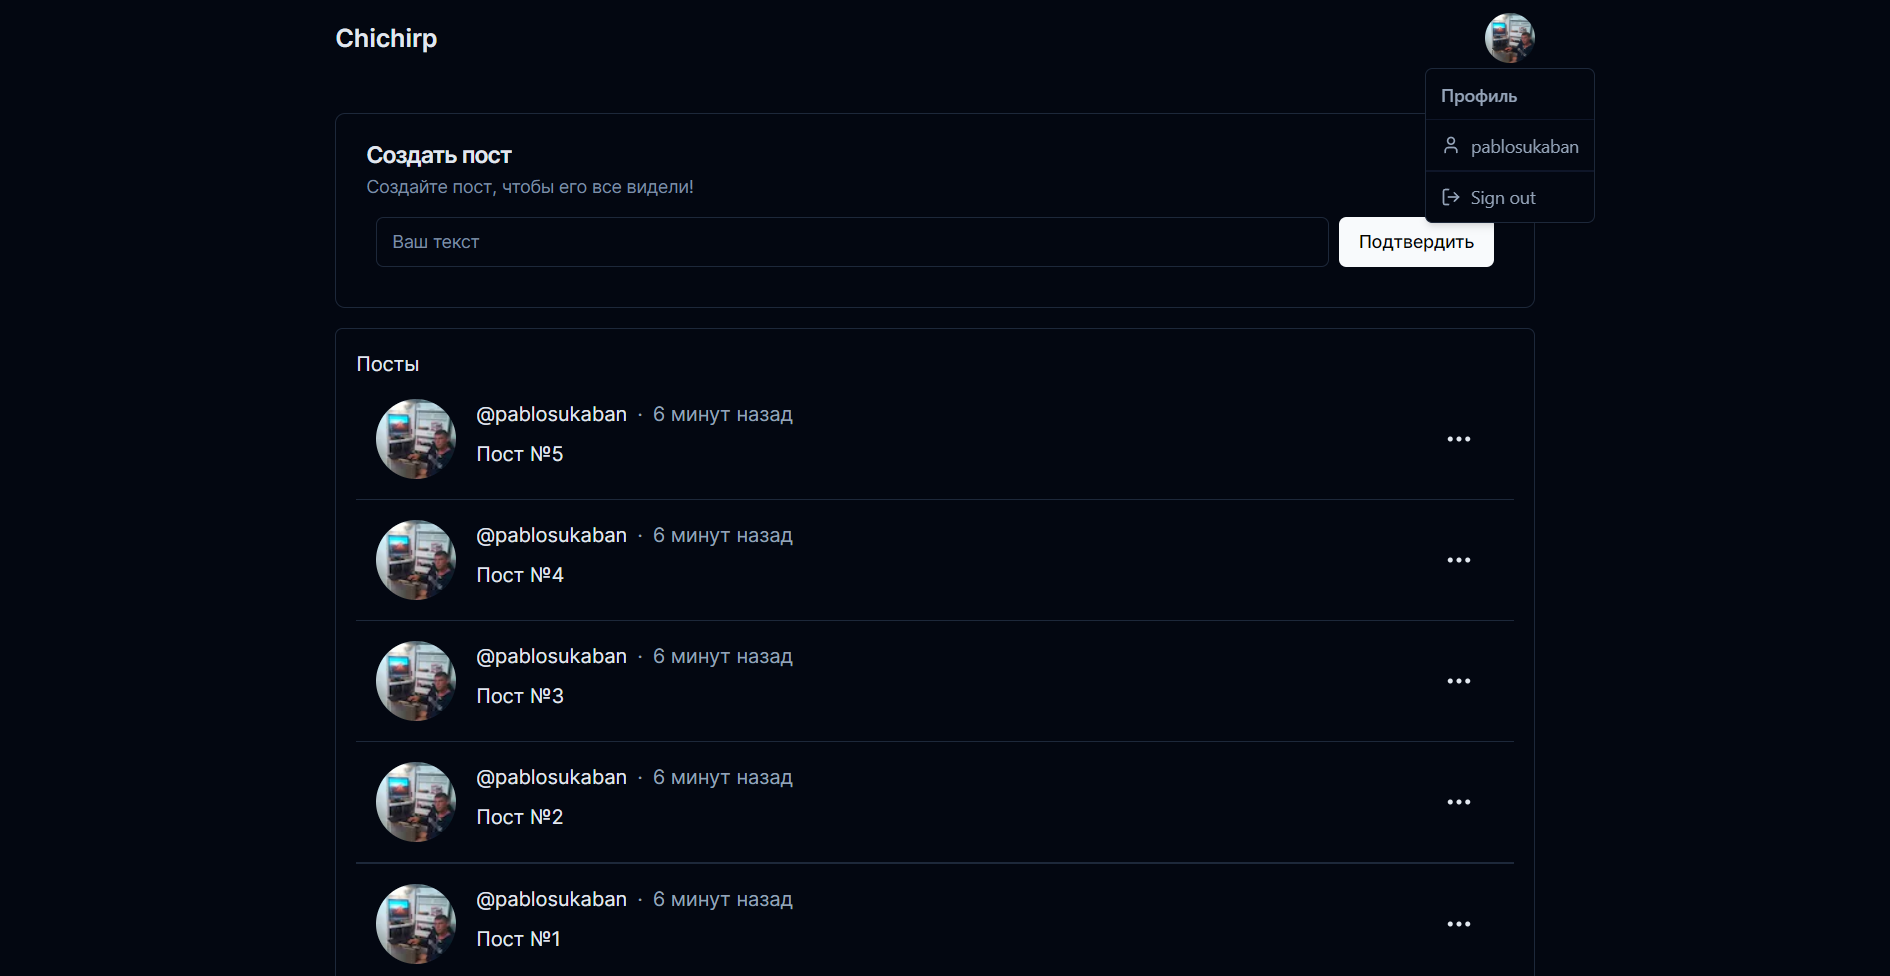 Chichirp
Профиль
pablosukaban
Sign out
Создать пост
Создайте пост, чтобы его все видели!
Ваш текст
Подтвердить
Посты
@pablosukaban · 6 минут назад
Пост №5
@pablosukaban · 6 минут назад
Пост №4
@pablosukaban · 6 минут назад
Пост №3
@pablosukaban · 6 минут назад
Пост №2
@pablosukaban · 6 минут назад
Пост №1